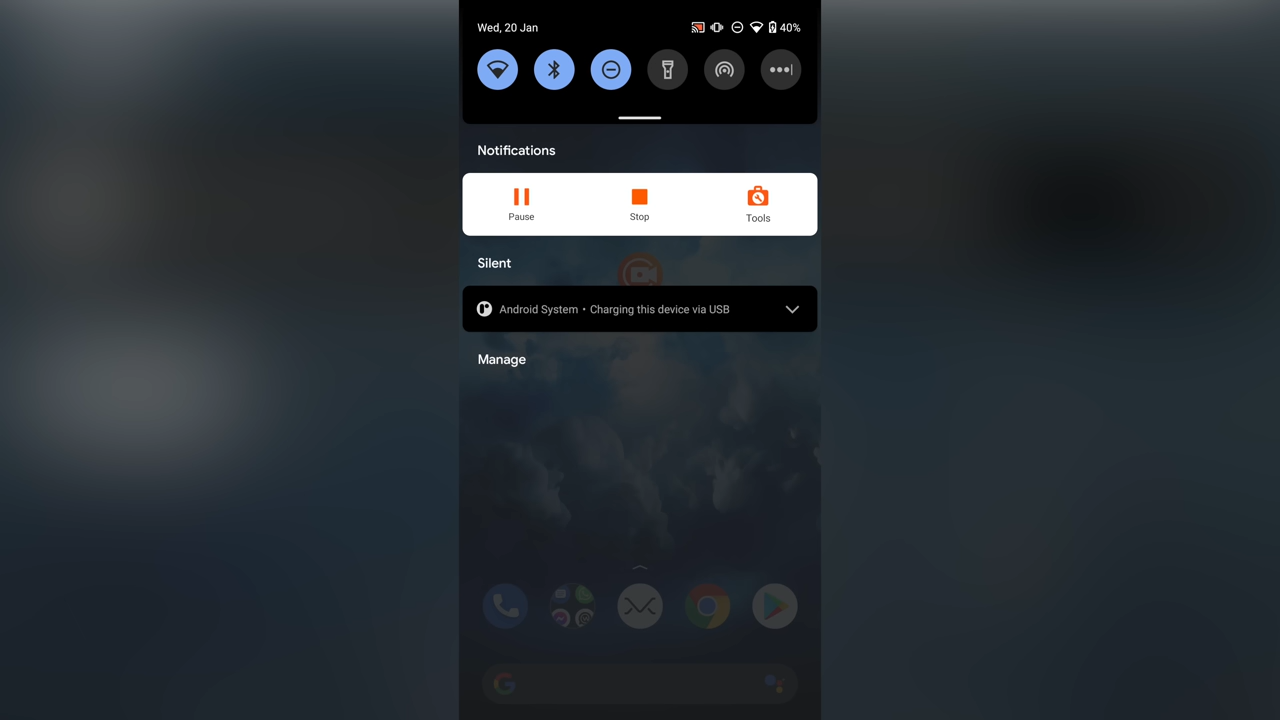 Wed, 20 Jan
40%
Notifications
Pause
Stop
Tools
Silent
Android System • Charging this device via USB
Manage